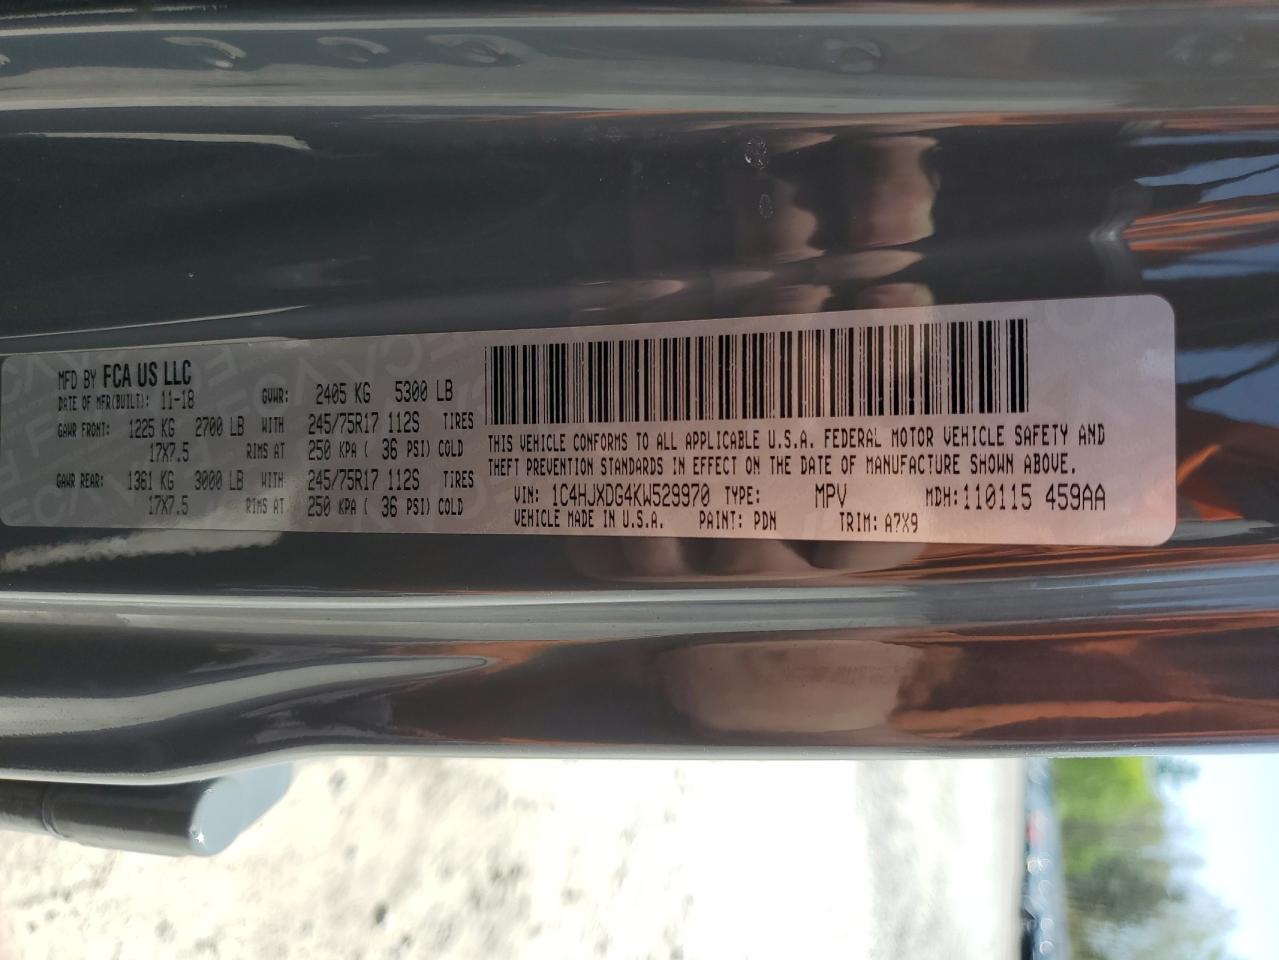 MFD BY FCA US LLC
DATE OF MFR(BUILT): 11-18 GVWR: 2405 KG 5300 LB
GAWR FRONT: 1225 KG 2700 LB WITH 245/75R17 112S TIRES
17X7.5 RIMS AT 250 KPA ( 36 PSI) COLD
GAWR REAR: 1361 KG 3000 LB WITH 245/75R17 112S TIRES
17X7.5 RIMS AT 250 KPA ( 36 PSI) COLD
THIS VEHICLE CONFORMS TO ALL APPLICABLE U.S.A. FEDERAL MOTOR VEHICLE SAFETY AND
THEFT PREVENTION STANDARDS IN EFFECT ON THE DATE OF MANUFACTURE SHOWN ABOVE.
VIN: 1C4HJXDG4KW529970 TYPE: MPV MDH:110115 459AA
VEHICLE MADE IN U.S.A. PAINT: PDN TRIM: A7X9